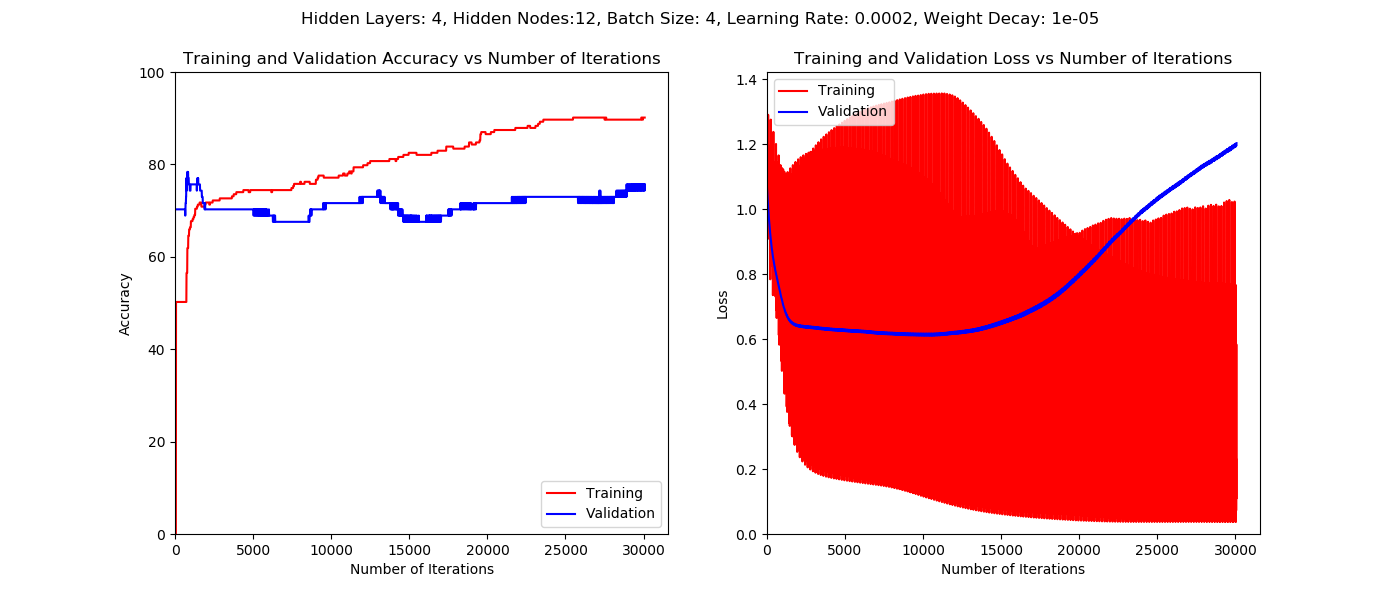 Hidden Layers: 4, Hidden Nodes:12, Batch Size: 4, Learning Rate: 0.0002, Weight Decay: 1e-05
Training and Validation Accuracy vs Number of Iterations
100
80
60
40
20
0
Accuracy
0 5000 10000 15000 20000 25000 30000
Number of Iterations
Training
Validation
Training and Validation Loss vs Number of Iterations
1.4
1.2
1.0
0.8
0.6
0.4
0.2
0.0
Loss
0 5000 10000 15000 20000 25000 30000
Number of Iterations
Training
Validation